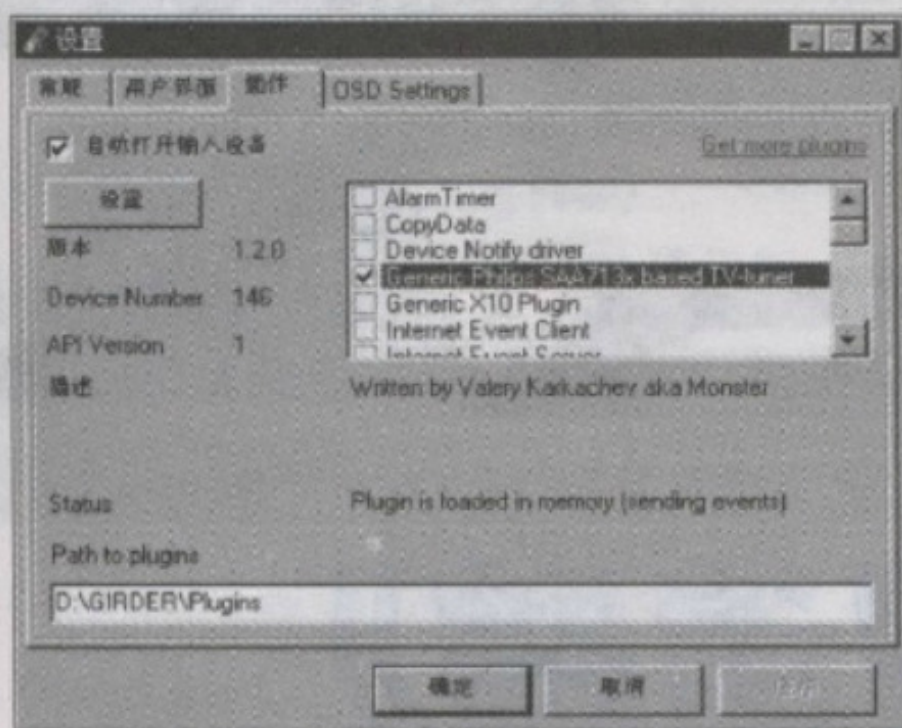 设置
常规 用户界面 插件 OSD Settings
自动打开输入设备
Get more plugins
设置
AlarmTimer
CopyData
Device Notify driver
Generic Philips SAA713x based TV-tuner
Generic X10 Plugin
Internet Event Client
Internet Event Server
版本 1.2.0
Device Number 146
API Version 1
描述 Written by Valery Karkachev aka Monster
Status Plugin is loaded in memory (sending events)
Path to plugins
D:\GIRDER\Plugins
确定 取消